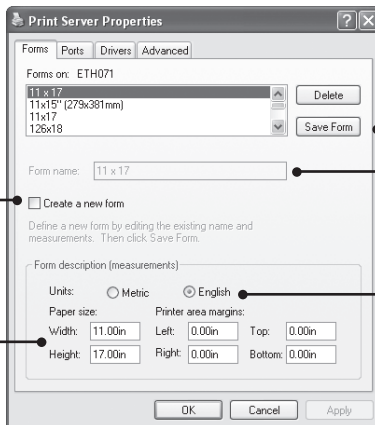 Print Server Properties
Forms Ports Drivers Advanced
Forms on: ETH071
11 x 17
11x15" (279x381mm)
11x17
126x18
Delete
Save Form
Form name: 11 x 17
Create a new form
Define a new form by editing the existing name and
measurements. Then click Save Form.
Form description (measurements)
Units: Metric English
Paper size: Printer area margins:
Width: 11.00in Left: 0.00in Top: 0.00in
Height: 17.00in Right: 0.00in Bottom: 0.00in
OK Cancel Apply